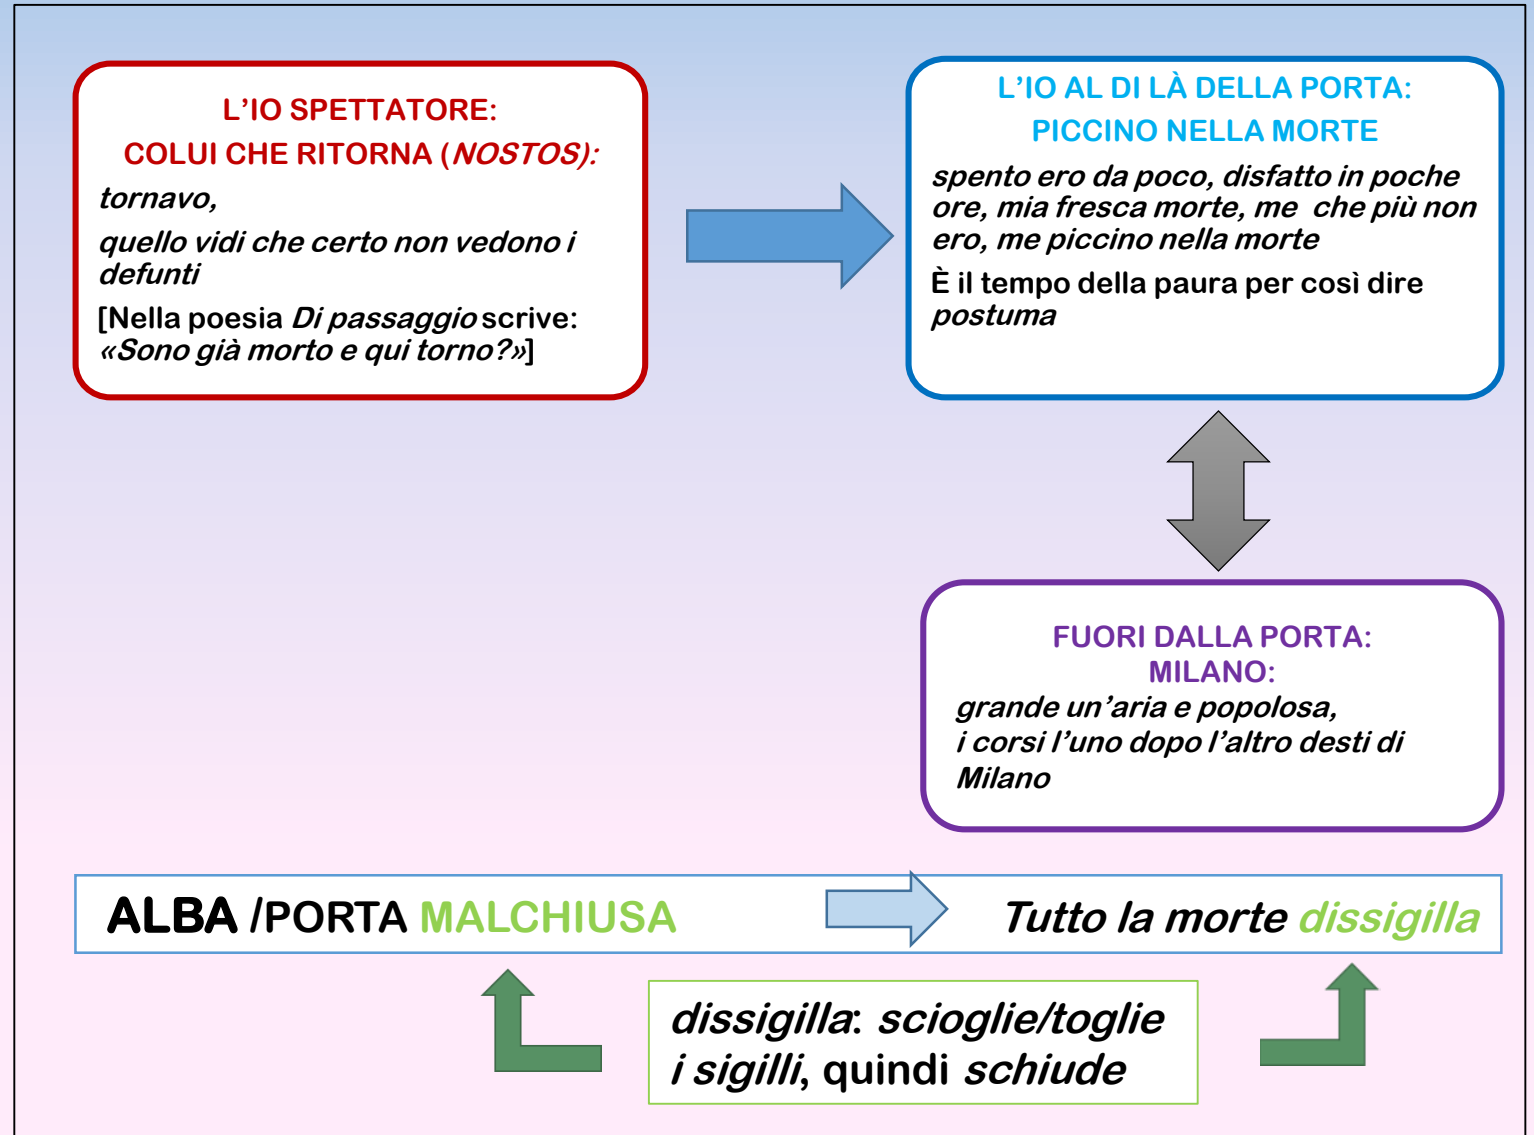 L'IO SPETTATORE:
COLUI CHE RITORNA (NOSTOS):
tornavo,
quello vidi che certo non vedono i
defunti
[Nella poesia Di passaggio scrive:
«Sono già morto e qui torno?»]
L'IO AL DI LÀ DELLA PORTA:
PICCINO NELLA MORTE
spento ero da poco, disfatto in poche
ore, mia fresca morte, me che più non
ero, me piccino nella morte
È il tempo della paura per così dire
postuma
FUORI DALLA PORTA:
MILANO:
grande un'aria e popolosa,
i corsi l'uno dopo l'altro desti di
Milano
ALBA /PORTA MALCHIUSA
Tutto la morte dissigilla
dissigilla: scioglie/toglie
i sigilli, quindi schiude